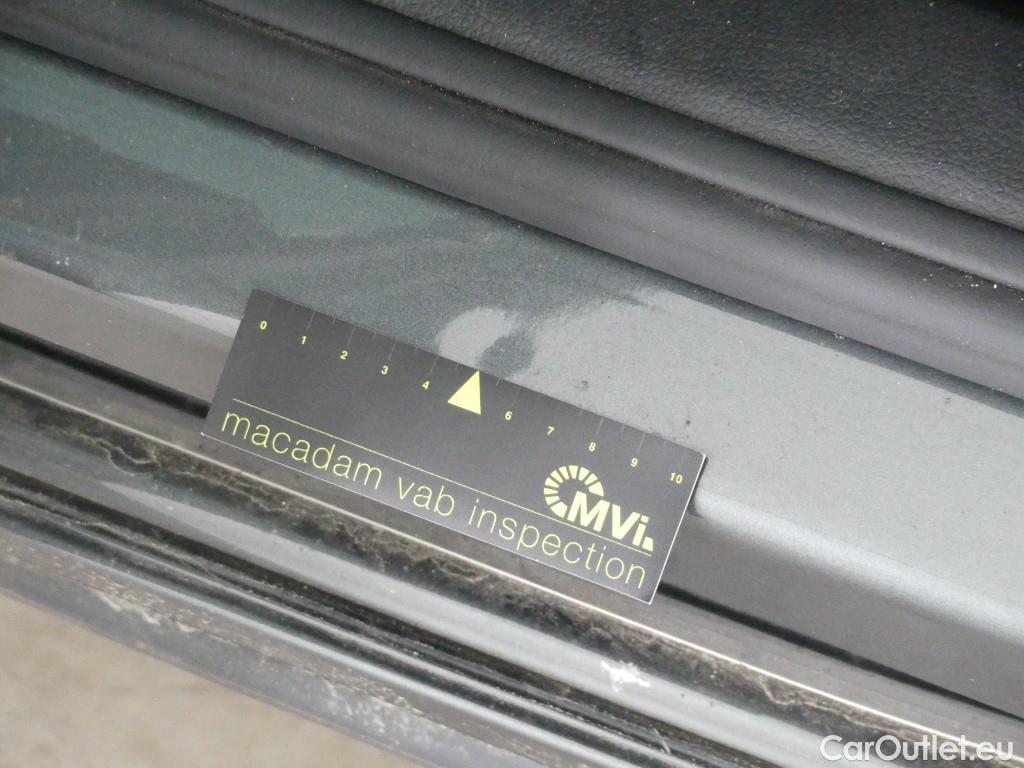 0 1 2 3 4 6 7 8 9 10
MVi.
macadam vab inspection
CarOutlet.eu